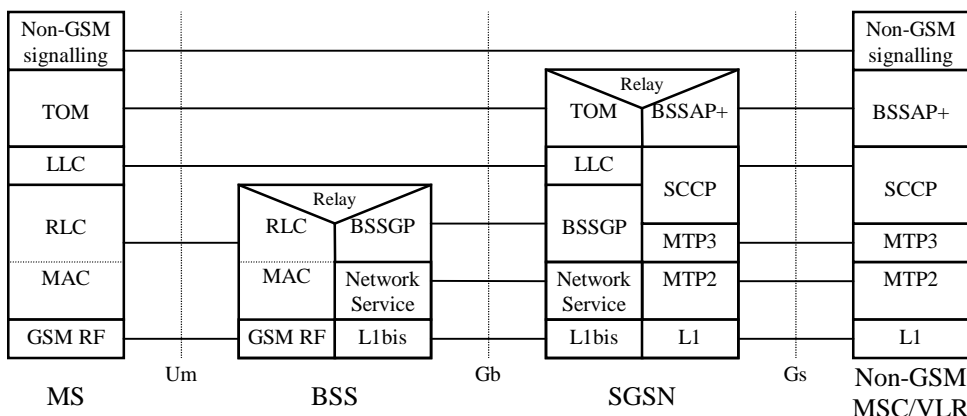 Non-GSM
signalling
Non-GSM
signalling
Relay
TOM
TOM
BSSAP+
BSSAP+
LLC
LLC
SCCP
SCCP
Relay
RLC
RLC
BSSGP
BSSGP
MTP3
MTP3
MAC
MAC
Network
Service
Network
Service
MTP2
MTP2
GSM RF
GSM RF
L1bis
L1bis
L1
L1
Um
Gb
Gs
MS
BSS
SGSN
Non-GSM
MSC/VLR